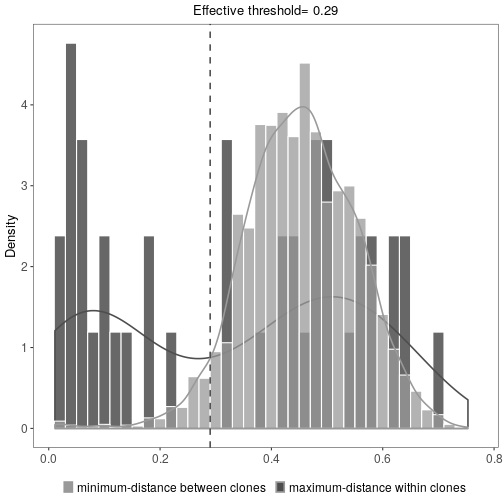 Effective threshold= 0.29
Density
4
3
2
1
0
0.0 0.2 0.4 0.6 0.8
minimum-distance between clones maximum-distance within clones